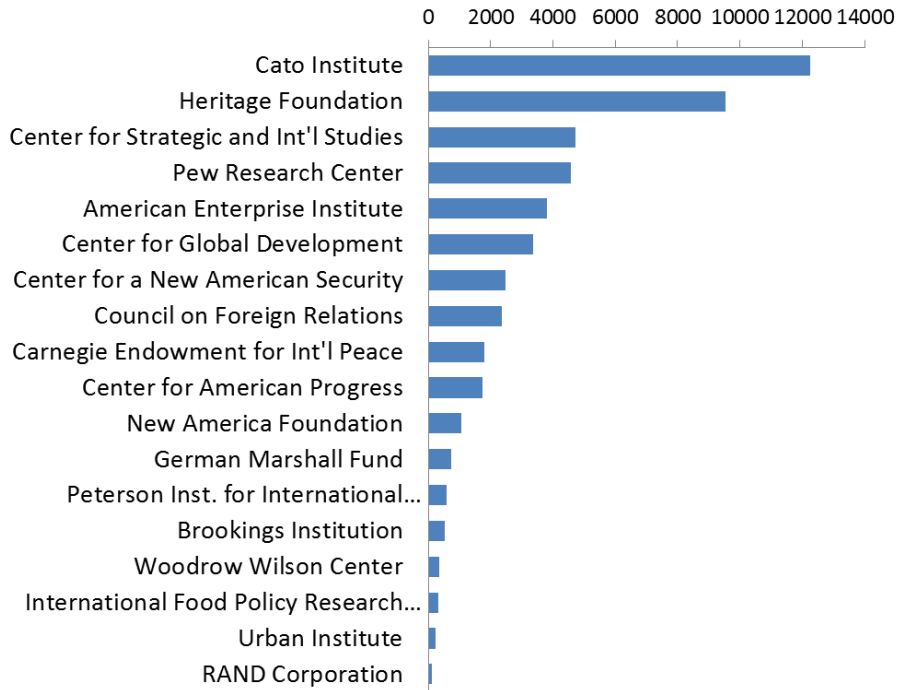 0 2000 4000 6000 8000 10000 12000 14000
Cato Institute
Heritage Foundation
Center for Strategic and Int'l Studies
Pew Research Center
American Enterprise Institute
Center for Global Development
Center for a New American Security
Council on Foreign Relations
Carnegie Endowment for Int'l Peace
Center for American Progress
New America Foundation
German Marshall Fund
Peterson Inst. for International...
Brookings Institution
Woodrow Wilson Center
International Food Policy Research...
Urban Institute
RAND Corporation